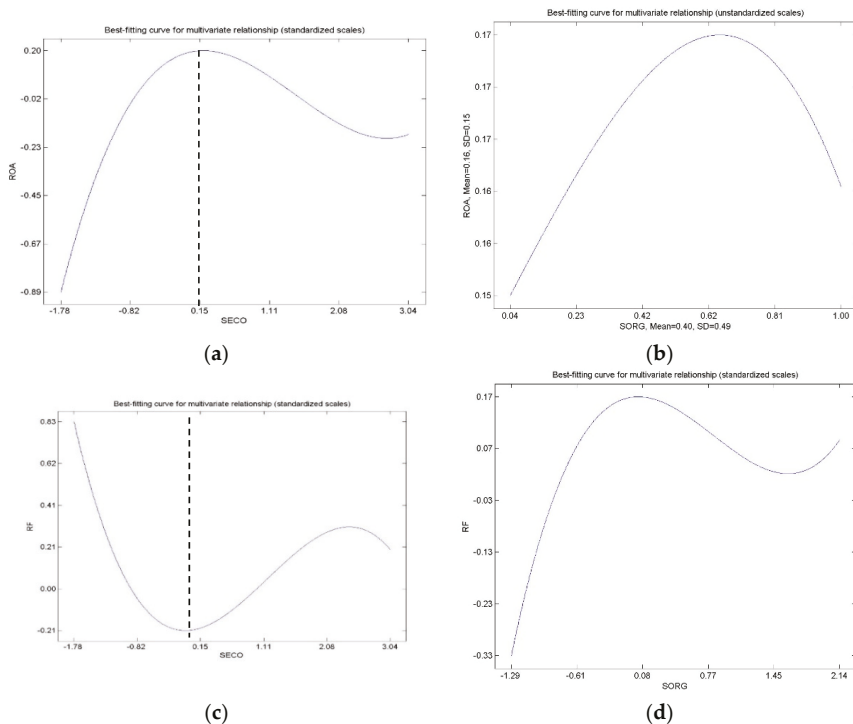 Best-fitting curve for multivariate relationship (standardized scales)
0.20
-0.02
-0.23
-0.45
-0.67
-0.89
ROA
-1.78 -0.82 0.15 1.11 2.08 3.04
SECO
(a)
Best-fitting curve for multivariate relationship (unstandardized scales)
0.17
0.17
0.17
0.16
0.16
0.15
ROA, Mean=0.16, SD=0.15
0.04 0.23 0.42 0.62 0.81 1.00
SORG, Mean=0.40, SD=0.49
(b)
Best-fitting curve for multivariate relationship (standardized scales)
0.83
0.62
0.41
0.21
0.00
-0.21
RF
-1.78 -0.82 0.15 1.11 2.08 3.04
SECO
(c)
Best-fitting curve for multivariate relationship (standardized scales)
0.17
0.07
-0.03
-0.13
-0.23
-0.33
RF
-1.29 -0.61 0.08 0.77 1.45 2.14
SORG
(d)